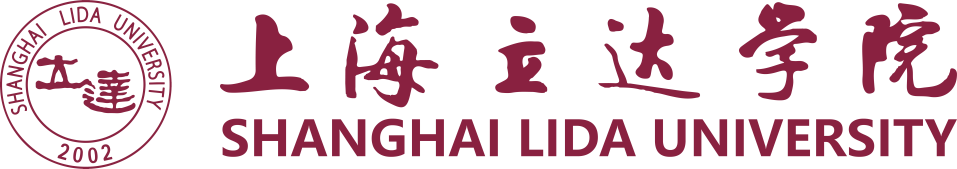 SHANGHAI LIDA UNIVERSITY
立達
2002
上海立达学院
SHANGHAI LIDA UNIVERSITY